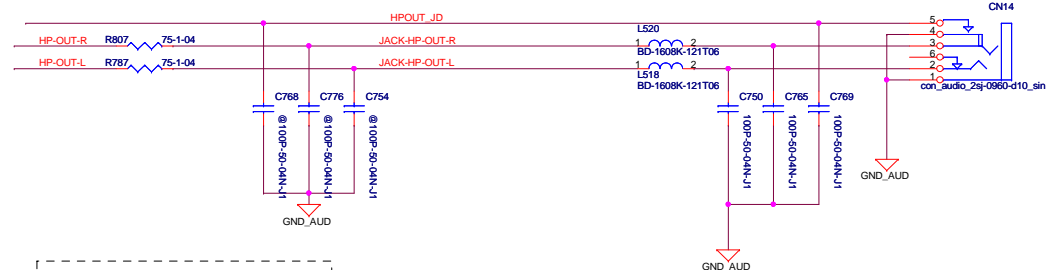 CN14
HPOUT_JD
5
L520
4
HP-OUT-R R807 75-1-04 JACK-HP-OUT-R 1 2 3
BD-1608K-121T06
6
HP-OUT-L R787 75-1-04 JACK-HP-OUT-L 1 2 2
L518
1
BD-1608K-121T06
con_audio_2sj-0960-d10_sin
C768 C776 C754 C750 C765 C769
@100P-50-04N-J1 @100P-50-04N-J1 @100P-50-04N-J1 100P-50-04N-J1 100P-50-04N-J1 100P-50-04N-J1
GND_AUD
GND_AUD
GND_AUD